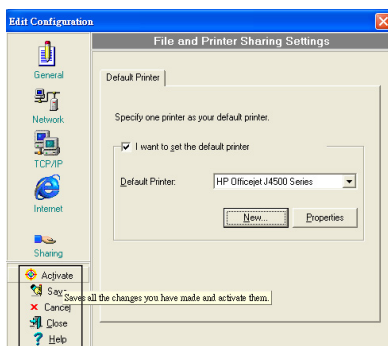 Edit Configuration
File and Printer Sharing Settings
General
Network
TCP/IP
Internet
Sharing
Activate
Save
Saves all the changes you have made and activate them.
Cancel
Close
Help
Default Printer
Specify one printer as your default printer.
I want to set the default printer
Default Printer:
HP Officejet J4500 Series
New...
Properties